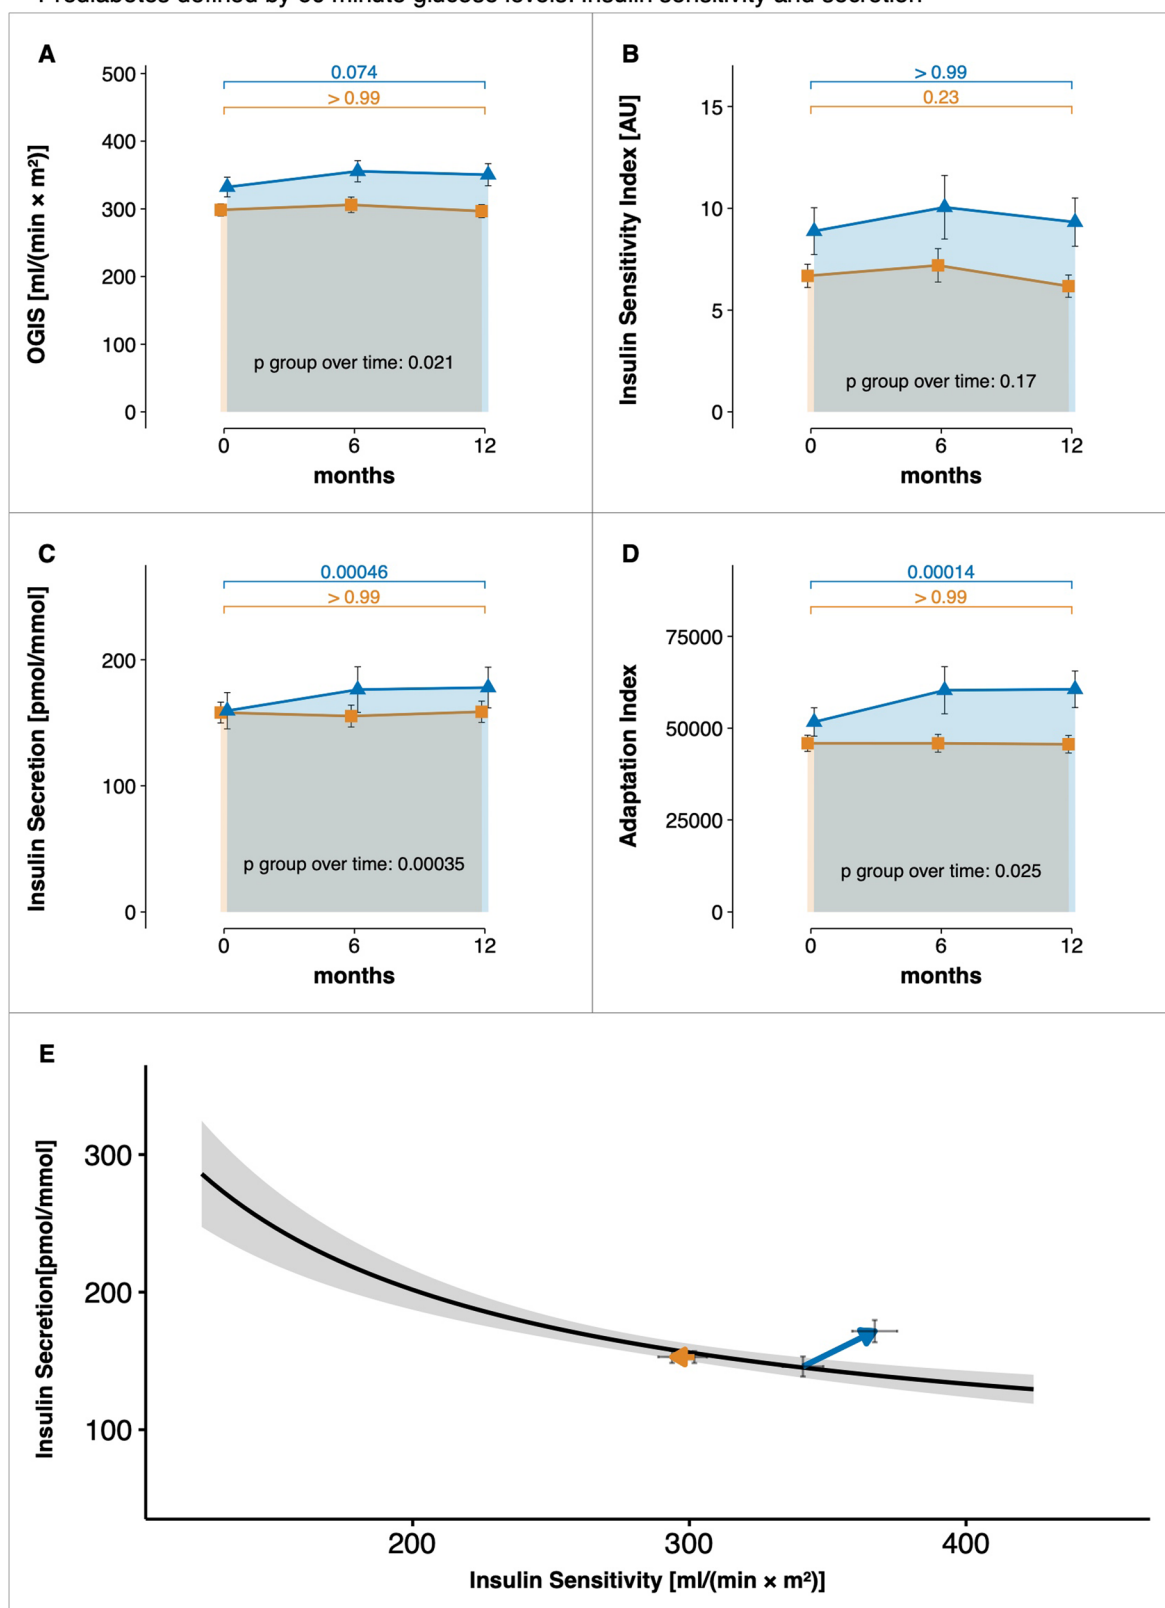 Prediabetes defined by 60 minute glucose levels: insulin sensitivity and secretion
A
0.074
> 0.99
500
400
300
200
100
0
OGIS [ml/(min × m²)]
p group over time: 0.021
0 6 12
months
B
> 0.99
0.23
15
10
5
0
Insulin Sensitivity Index [AU]
p group over time: 0.17
0 6 12
months
C
0.00046
> 0.99
200
100
0
Insulin Secretion [pmol/mmol]
p group over time: 0.00035
0 6 12
months
D
0.00014
> 0.99
75000
50000
25000
0
Adaptation Index
p group over time: 0.025
0 6 12
months
E
300
200
100
Insulin Secretion[pmol/mmol]
200 300 400
Insulin Sensitivity [ml/(min × m²)]